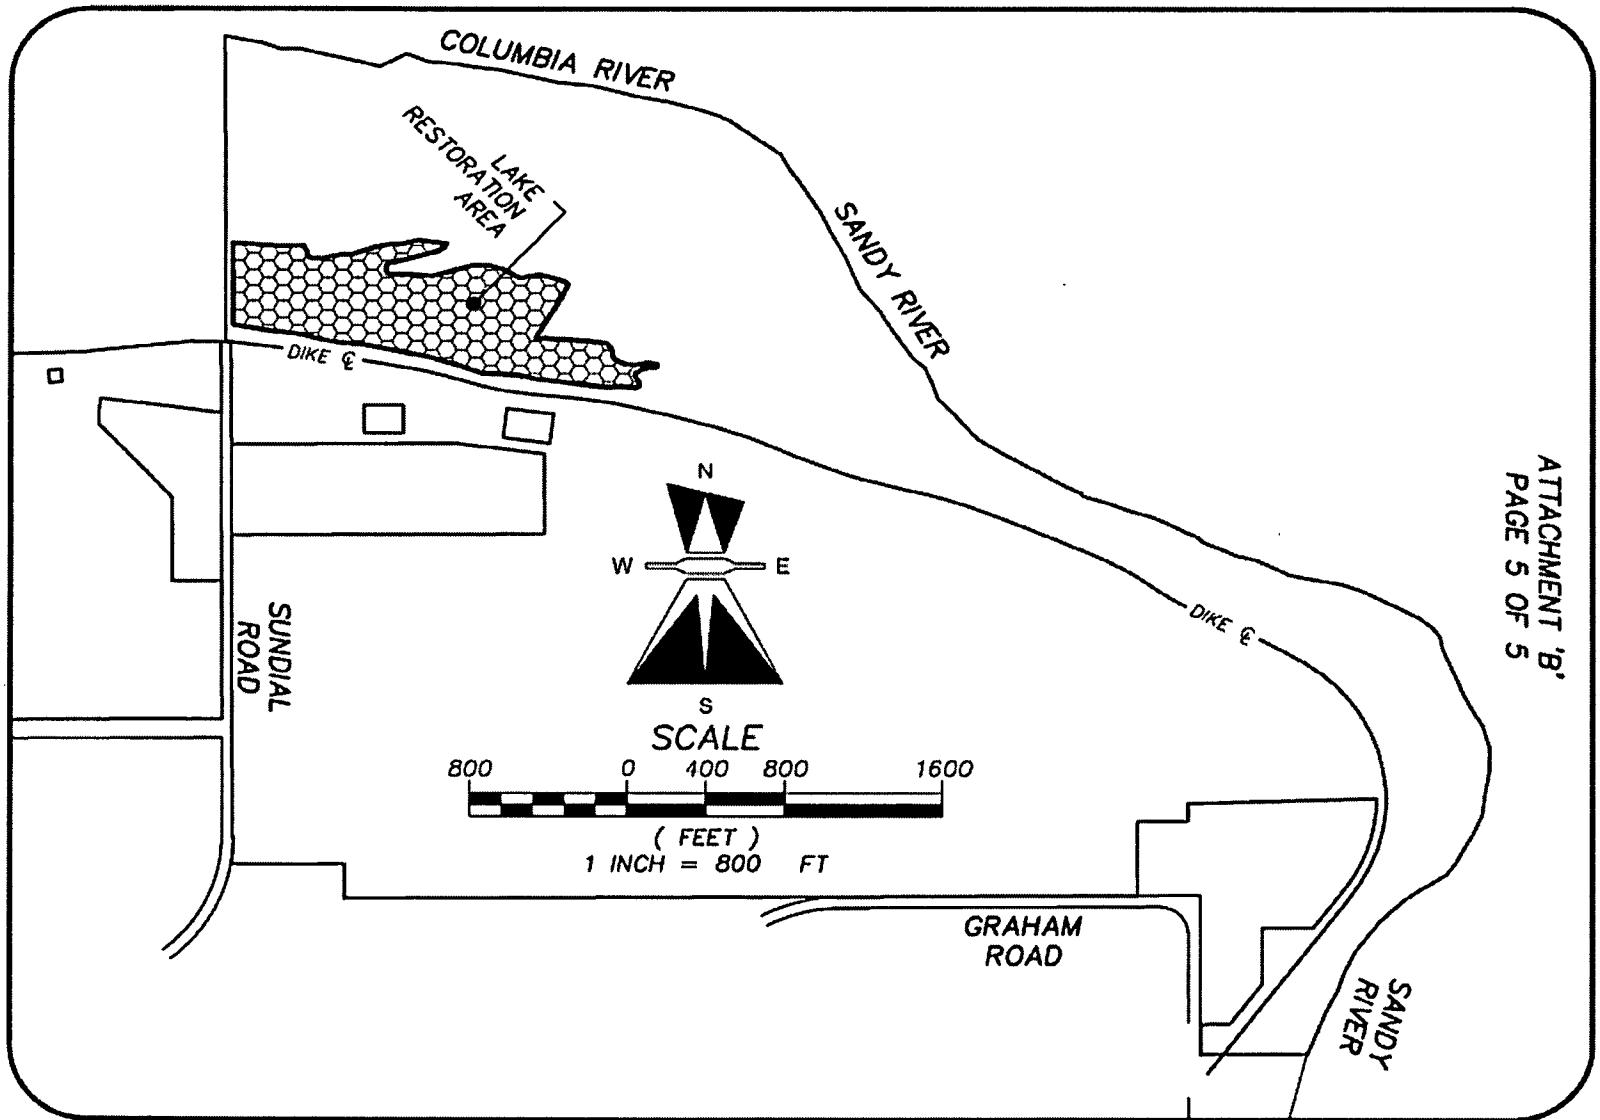 COLUMBIA RIVER
LAKE
RESTORATION
AREA
SANDY RIVER
DIKE ℄
ATTACHMENT 'B'
PAGE 5 OF 5
N
W E
S
SUNDIAL
ROAD
DIKE ℄
SCALE
800 0 400 800 1600
( FEET )
1 INCH = 800 FT
GRAHAM
ROAD
SANDY
RIVER